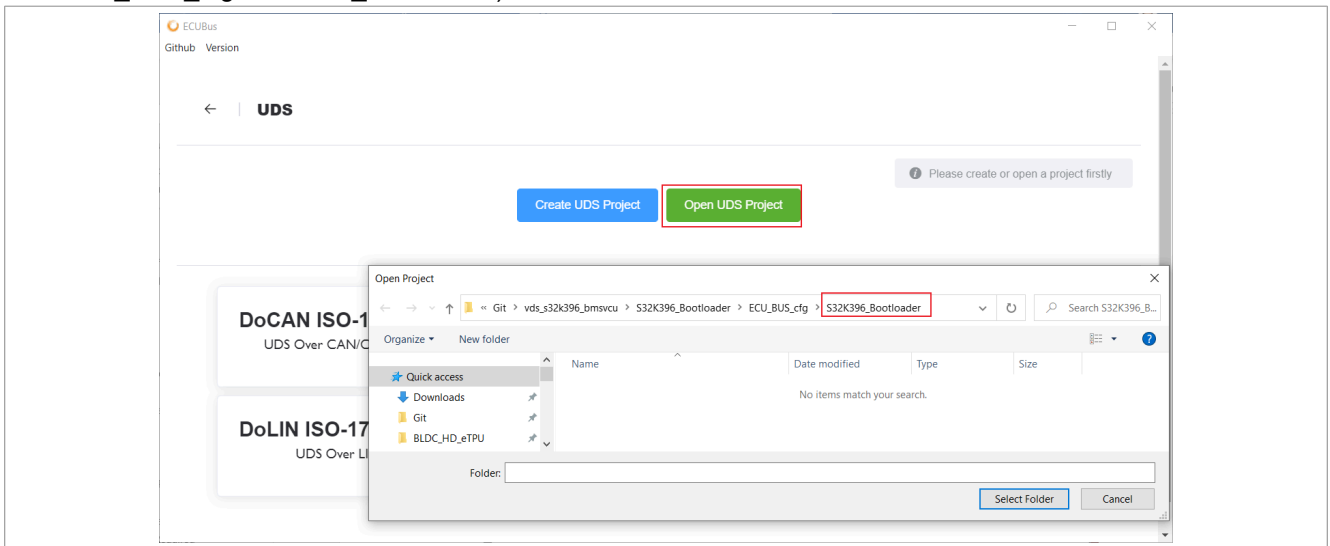 ECUBus
Github Version
UDS
Please create or open a project firstly
Create UDS Project Open UDS Project
Open Project
« Git > vds_s32k396_bmsvcu > S32K396_Bootloader > ECU_BUS_cfg > S32K396_Bootloader
Search S32K396_B...
Organize New folder
Name Date modified Type Size
Quick access
No items match your search.
Downloads
Git
BLDC_HD_eTPU
DoCAN ISO-1
UDS Over CAN/C
DoLIN ISO-17
UDS Over LI
Folder:
Select Folder Cancel